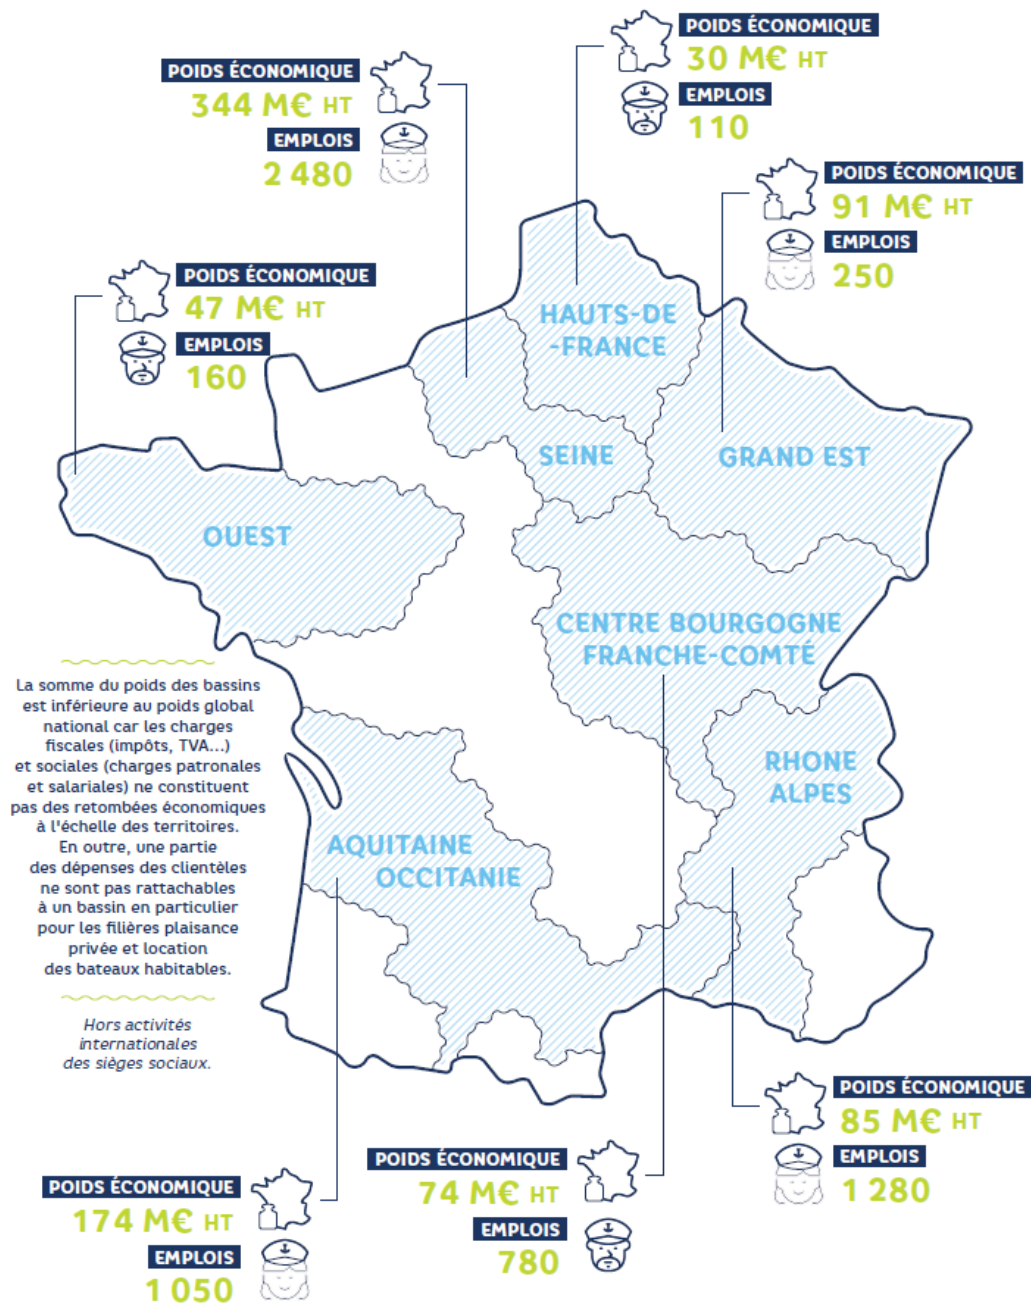 POIDS ÉCONOMIQUE
30 M€ HT
EMPLOIS
110
POIDS ÉCONOMIQUE
344 M€ HT
EMPLOIS
2 480
POIDS ÉCONOMIQUE
91 M€ HT
EMPLOIS
250
POIDS ÉCONOMIQUE
47 M€ HT
EMPLOIS
160
HAUTS-DE
-FRANCE
SEINE
GRAND EST
OUEST
CENTRE BOURGOGNE
FRANCHE-COMTÉ
La somme du poids des bassins
est inférieure au poids global
national car les charges
fiscales (impôts, TVA...)
et sociales (charges patronales
et salariales) ne constituent
pas des retombées économiques
à l'échelle des territoires.
En outre, une partie
des dépenses des clientèles
ne sont pas rattachables
à un bassin en particulier
pour les filières plaisance
privée et location
des bateaux habitables.
Hors activités
internationales
des sièges sociaux.
RHONE
ALPES
AQUITAINE
OCCITANIE
POIDS ÉCONOMIQUE
85 M€ HT
EMPLOIS
1 280
POIDS ÉCONOMIQUE
74 M€ HT
EMPLOIS
780
POIDS ÉCONOMIQUE
174 M€ HT
EMPLOIS
1 050